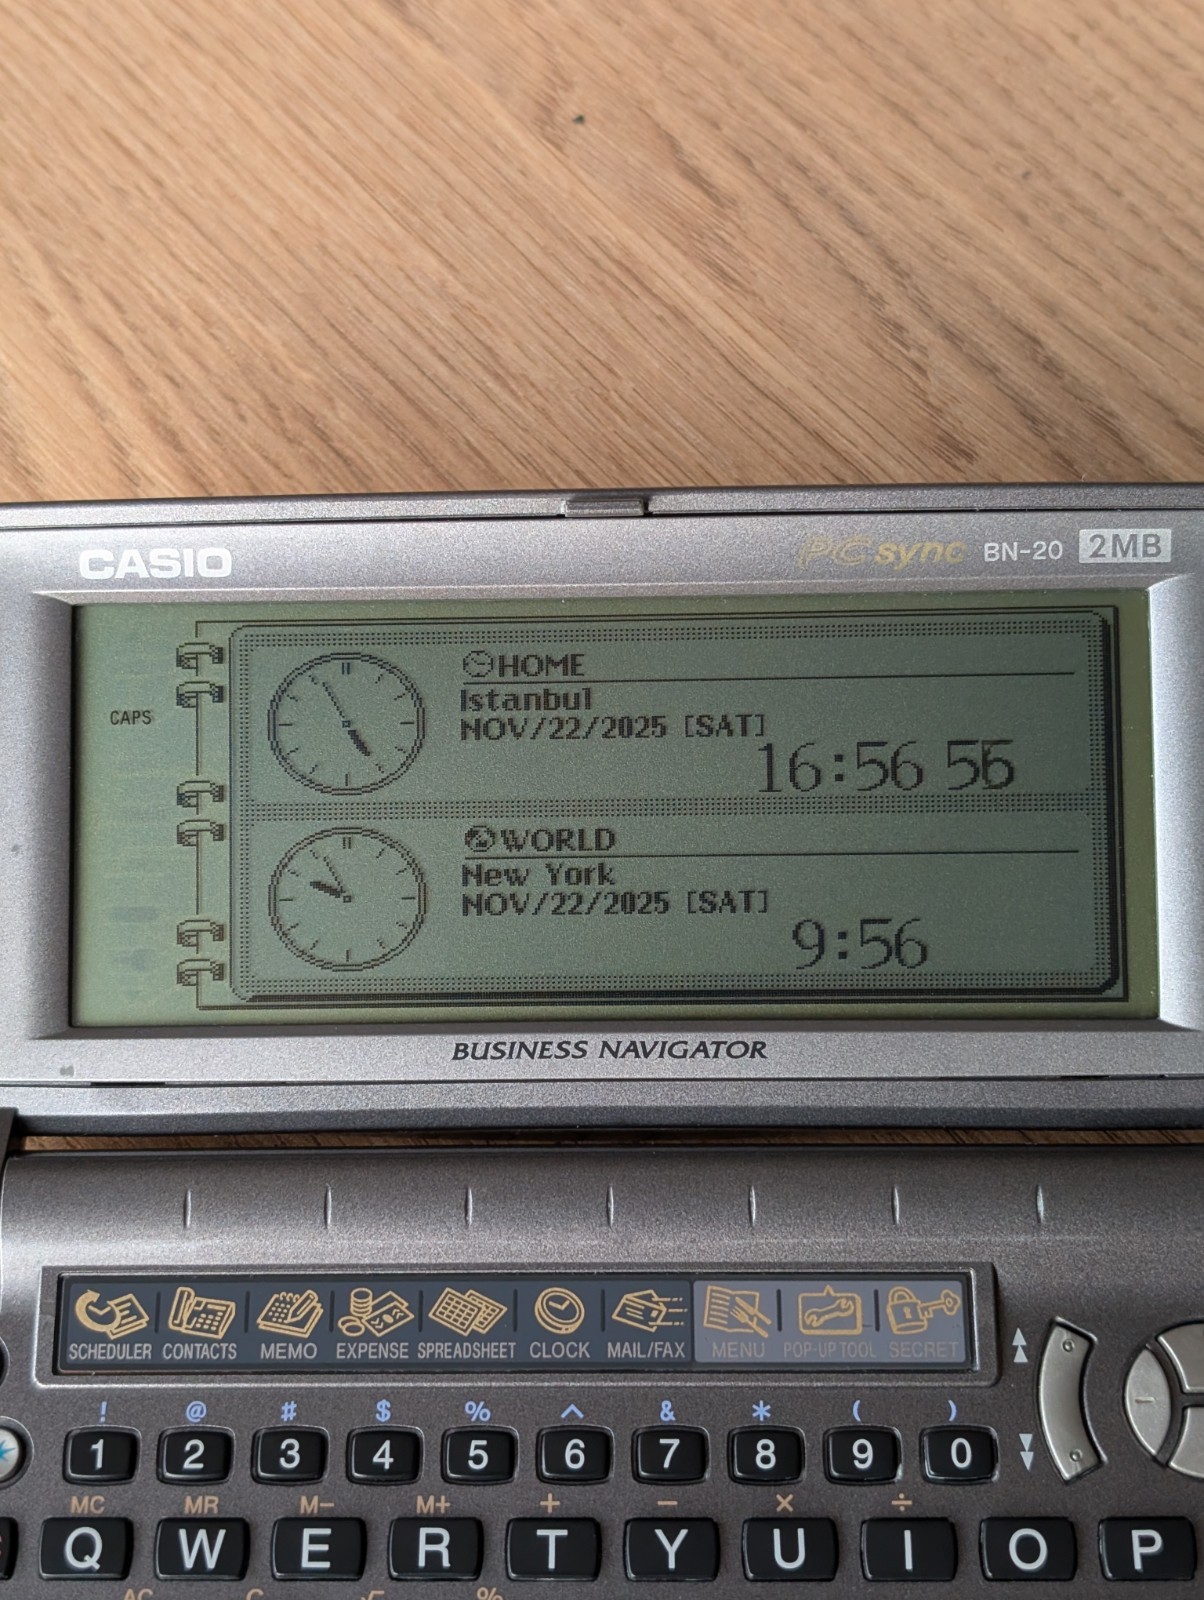 CASIO
PC sync BN-20 2MB
CAPS
HOME
Istanbul
NOV/22/2025 [SAT]
16:56
WORLD
New York
NOV/22/2025 [SAT]
9:56
BUSINESS NAVIGATOR
SCHEDULER CONTACTS MEMO EXPENSE SPREADSHEET CLOCK MAIL/FAX MENU POP-UP TOOL SECRET
! @ # $ % ^ & * ( )
1 2 3 4 5 6 7 8 9 0
MC MR M- M+ + - × ÷
Q W E R T Y U I O P